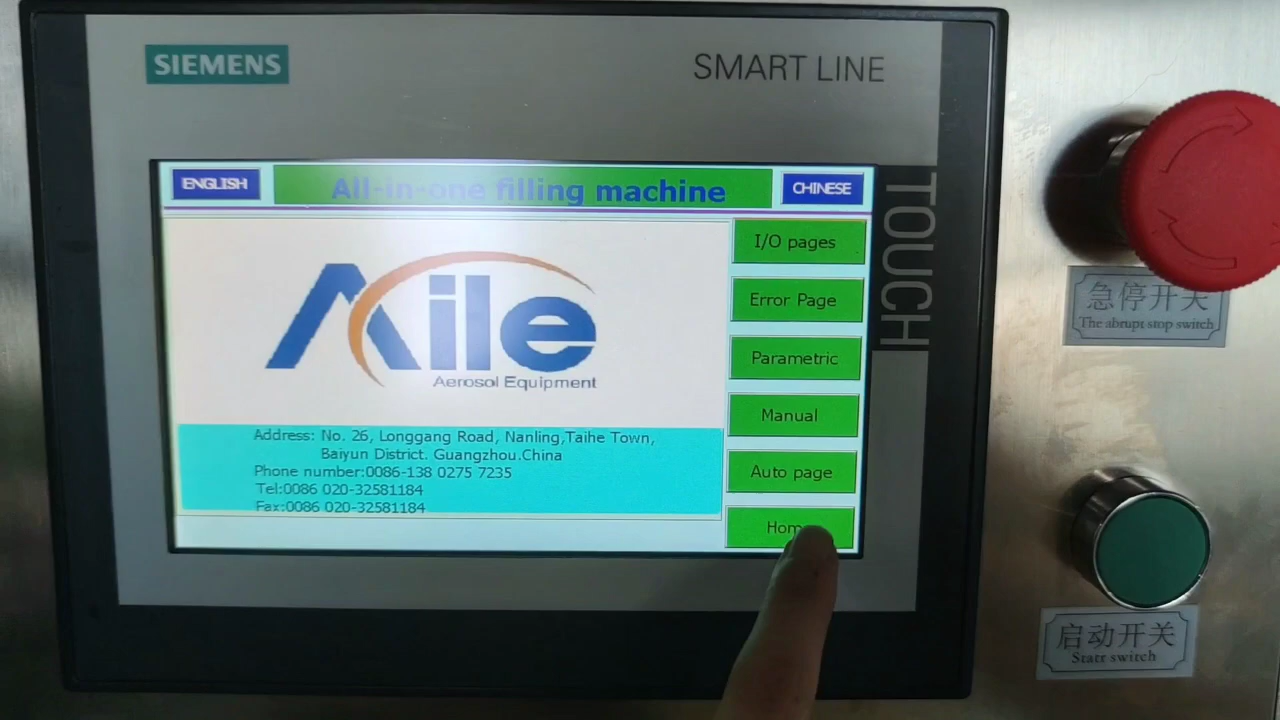 SIEMENS
SMART LINE
TOUCH
ENGLISH
All-in-one filling machine
CHINESE
Aile
Aerosol Equipment
Address: No. 26, Longgang Road, Nanling,Taihe Town,
Baiyun District. Guangzhou.China
Phone number:0086-138 0275 7235
Tel:0086 020-32581184
Fax:0086 020-32581184
I/O pages
Error Page
Parametric
Manual
Auto page
Hom
急停开关
The abrupt stop switch
启动开关
Starr switch